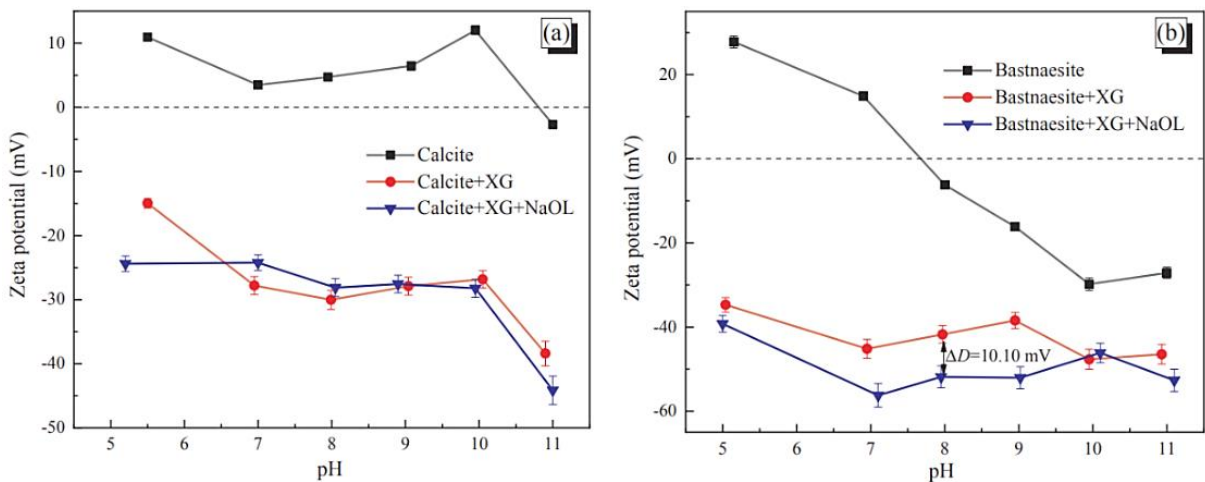 (a)
Zeta potential (mV)
10
0
-10
-20
-30
-40
-50
Calcite
Calcite+XG
Calcite+XG+NaOL
5 6 7 8 9 10 11
pH
(b)
Zeta potential (mV)
20
0
-20
-40
-60
Bastnaesite
Bastnaesite+XG
Bastnaesite+XG+NaOL
ΔD=10.10 mV
5 6 7 8 9 10 11
pH